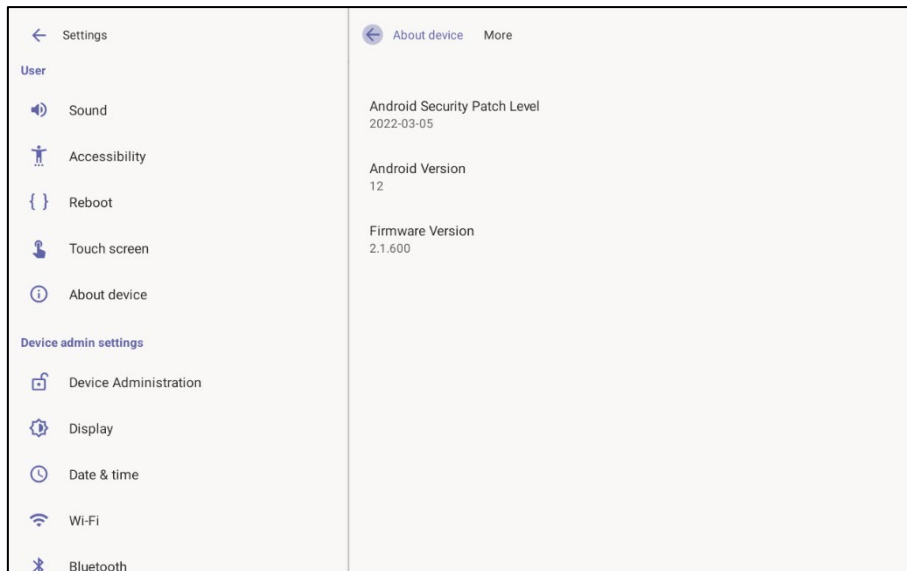 Settings
User
Sound
Accessibility
Reboot
Touch screen
About device
Device admin settings
Device Administration
Display
Date & time
Wi-Fi
Bluetooth
About device More
Android Security Patch Level
2022-03-05
Android Version
12
Firmware Version
2.1.600